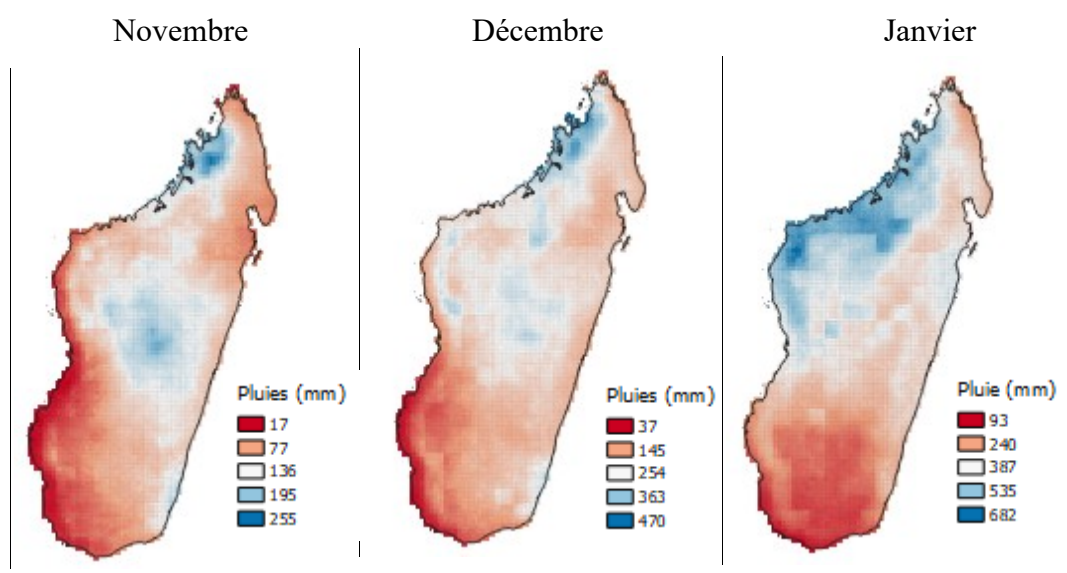 Novembre
Décembre
Janvier
Pluies (mm)
17
77
136
195
255
Pluies (mm)
37
145
254
363
470
Pluie (mm)
93
240
387
535
682